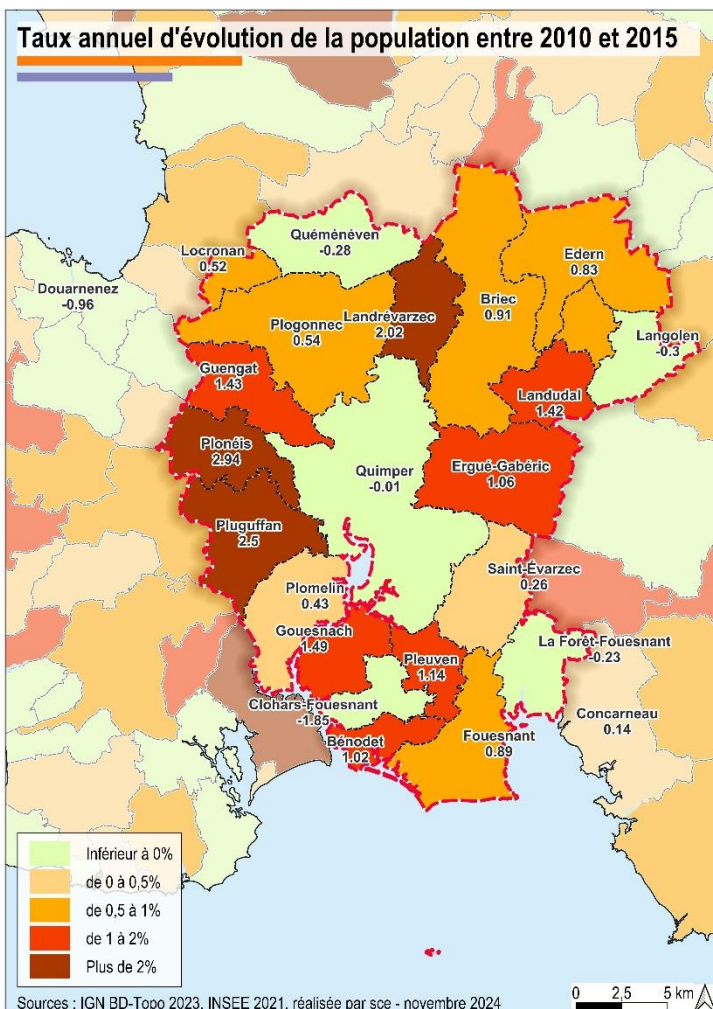 Taux annuel d'évolution de la population entre 2010 et 2015
Quéménéven
-0.28
Locronan
0.52
Edern
0.83
Douarnenez
-0.96
Briec
0.91
Landrévarzec
2.02
Plogonnec
0.54
Langolen
-0.3
Guengat
1.43
Landudal
1.42
Plonéis
2.94
Quimper
-0.01
Ergué-Gabéric
1.06
Pluguffan
2.5
Saint-Évarzec
0.26
Plomelin
0.43
Gouesnach
1.49
La Forêt-Fouesnant
-0.23
Pleuven
1.14
Clohars-Fouesnant
-1.85
Concarneau
0.14
Fouesnant
0.89
Bénodet
1.02
Inférieur à 0%
de 0 à 0,5%
de 0,5 à 1%
de 1 à 2%
Plus de 2%
0 2,5 5 km
Sources : IGN BD-Topo 2023, INSEE 2021, réalisée par sce - novembre 2024